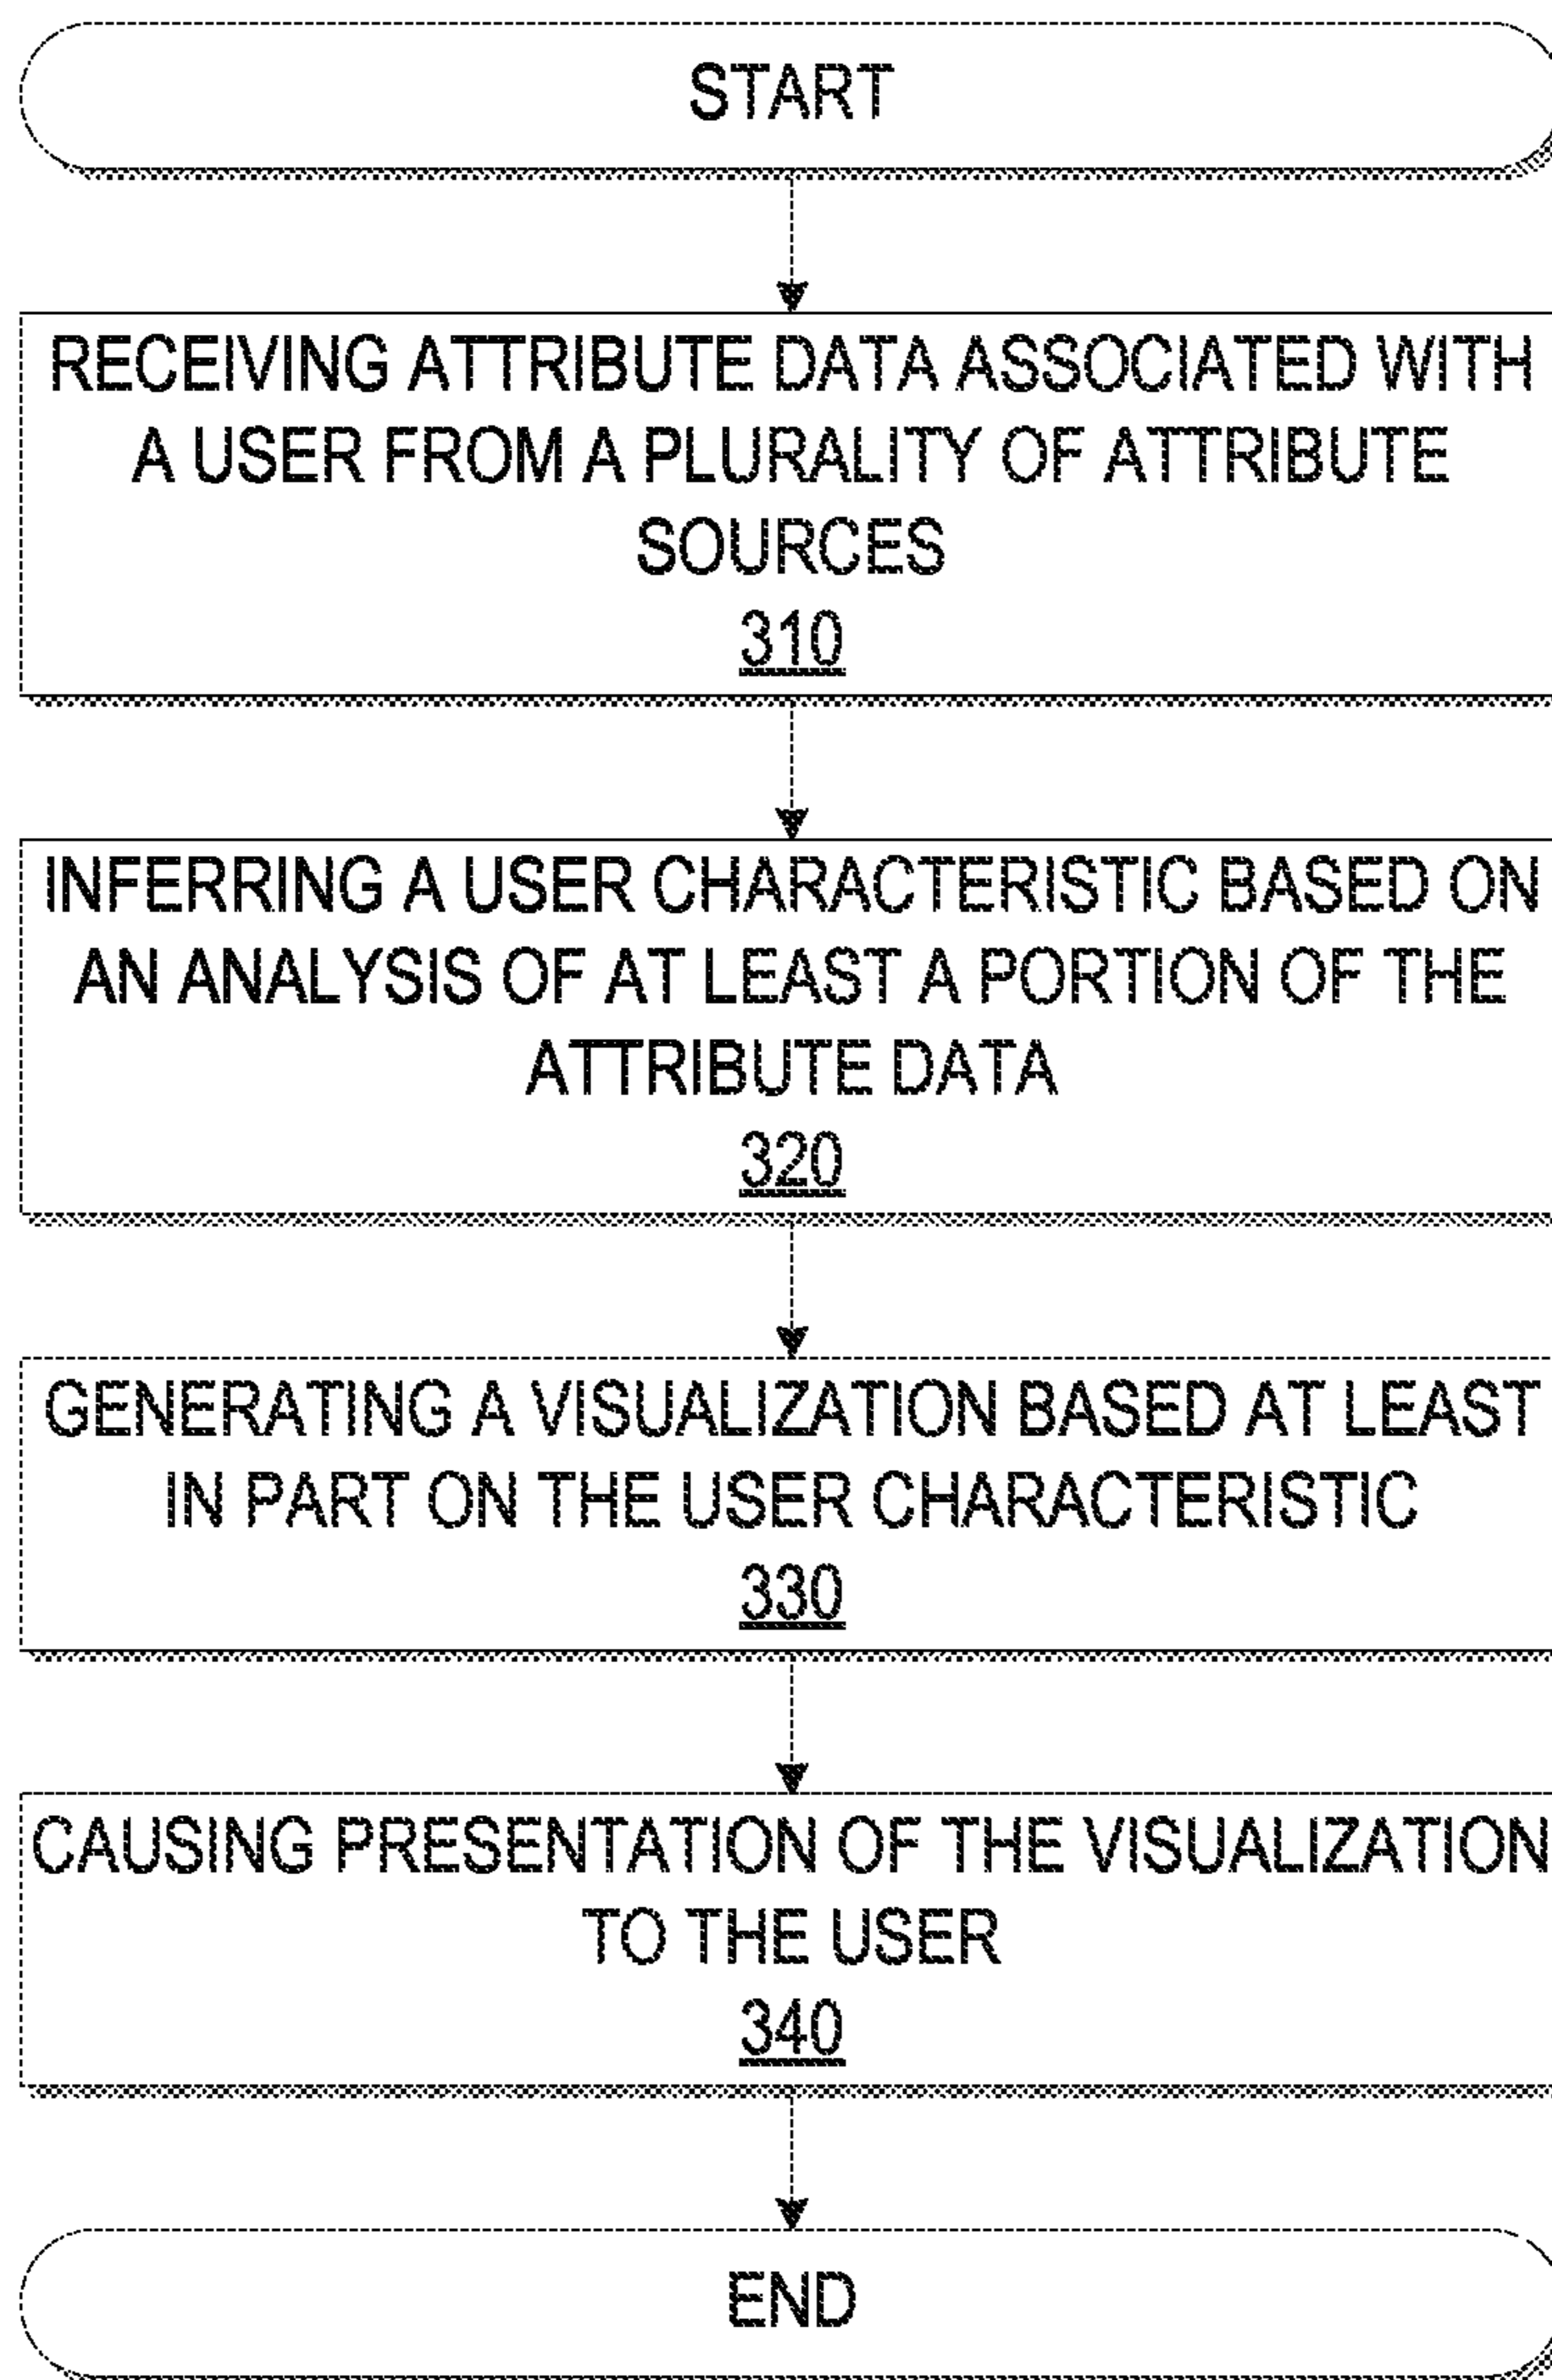 START
RECEIVING ATTRIBUTE DATA ASSOCIATED WITH
A USER FROM A PLURALITY OF ATTRIBUTE
SOURCES
310
INFERRING A USER CHARACTERISTIC BASED ON
AN ANALYSIS OF AT LEAST A PORTION OF THE
ATTRIBUTE DATA
320
GENERATING A VISUALIZATION BASED AT LEAST
IN PART ON THE USER CHARACTERISTIC
330
CAUSING PRESENTATION OF THE VISUALIZATION
TO THE USER
340
END